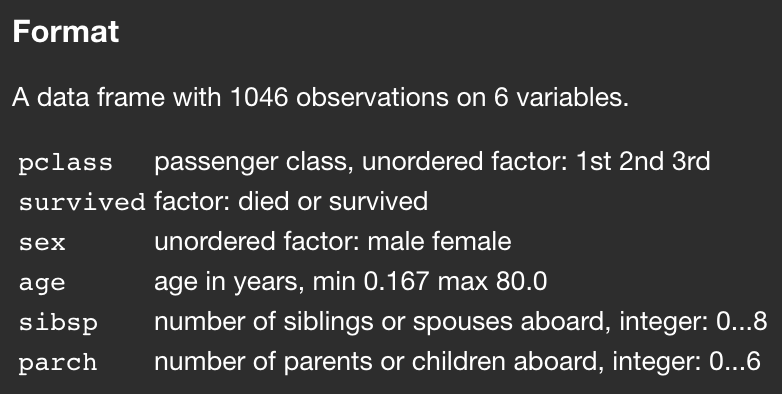 Format
A data frame with 1046 observations on 6 variables.
pclass passenger class, unordered factor: 1st 2nd 3rd
survived factor: died or survived
sex unordered factor: male female
age age in years, min 0.167 max 80.0
sibsp number of siblings or spouses aboard, integer: 0...8
parch number of parents or children aboard, integer: 0...6